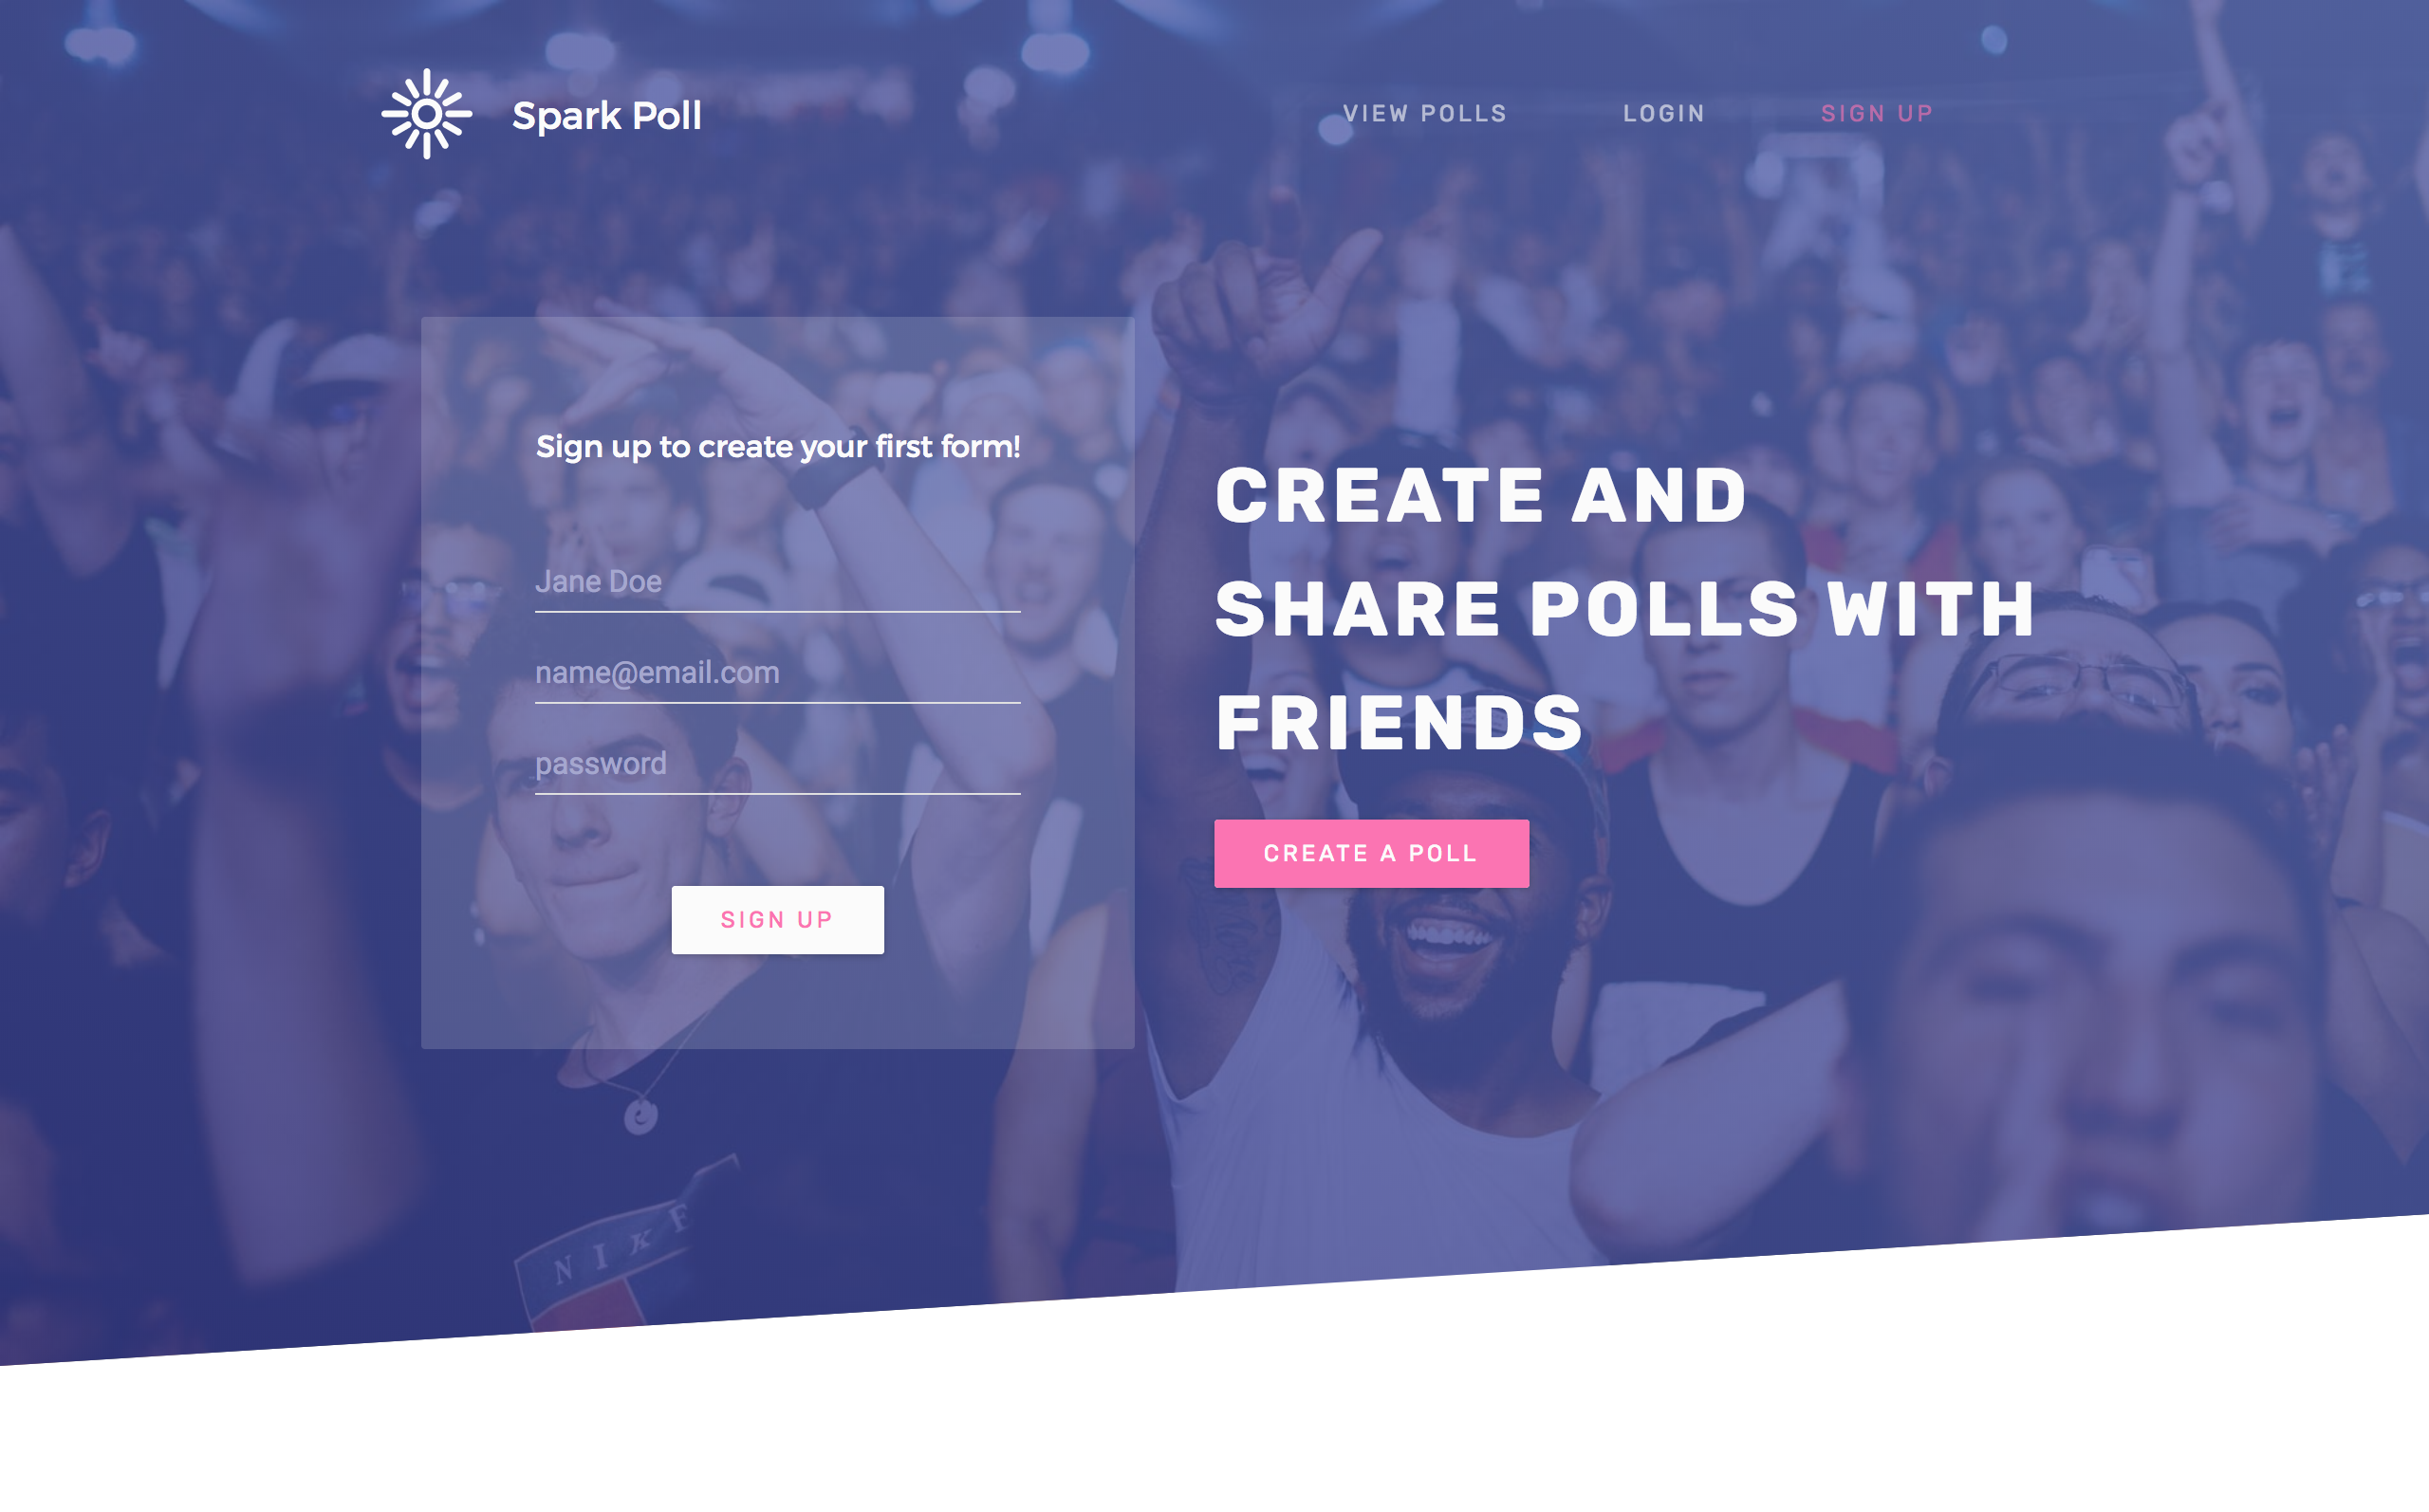 Spark Poll
VIEW POLLS
LOGIN
SIGN UP
Sign up to create your first form!
Jane Doe
name@email.com
password
SIGN UP
CREATE AND
SHARE POLLS WITH
FRIENDS
CREATE A POLL
NIKE